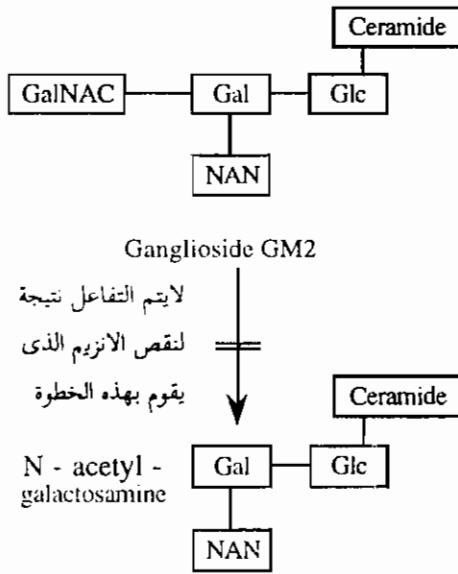 Ceramide
GalNAC Gal Glc
NAN
Ganglioside GM2
لايتم التفاعل نتيجة
لنقص الانزيم الذى
يقوم بهذه الخطوة
Ceramide
N - acetyl - Gal Glc
galactosamine
NAN